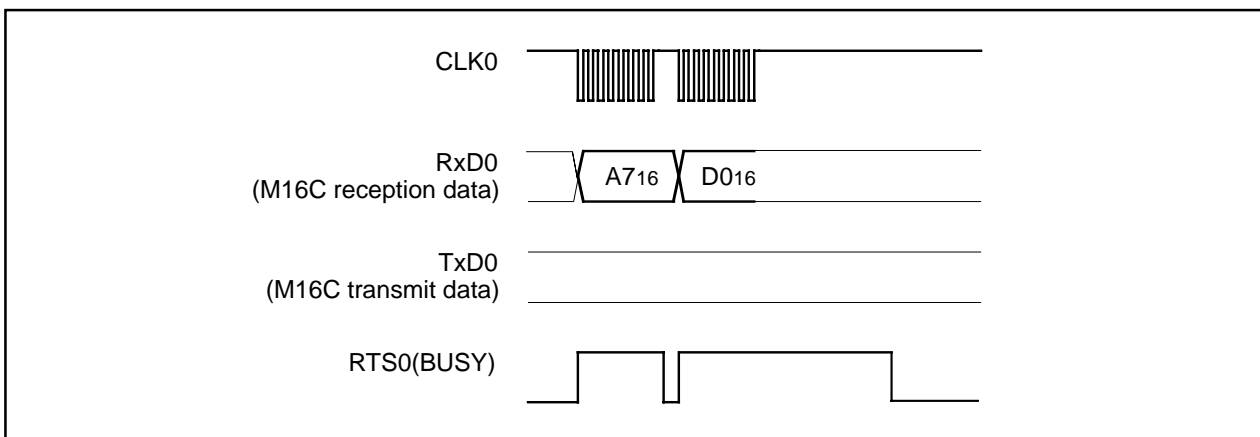 CLK0
RxD0
(M16C reception data)
A716
D016
TxD0
(M16C transmit data)
RTS0(BUSY)